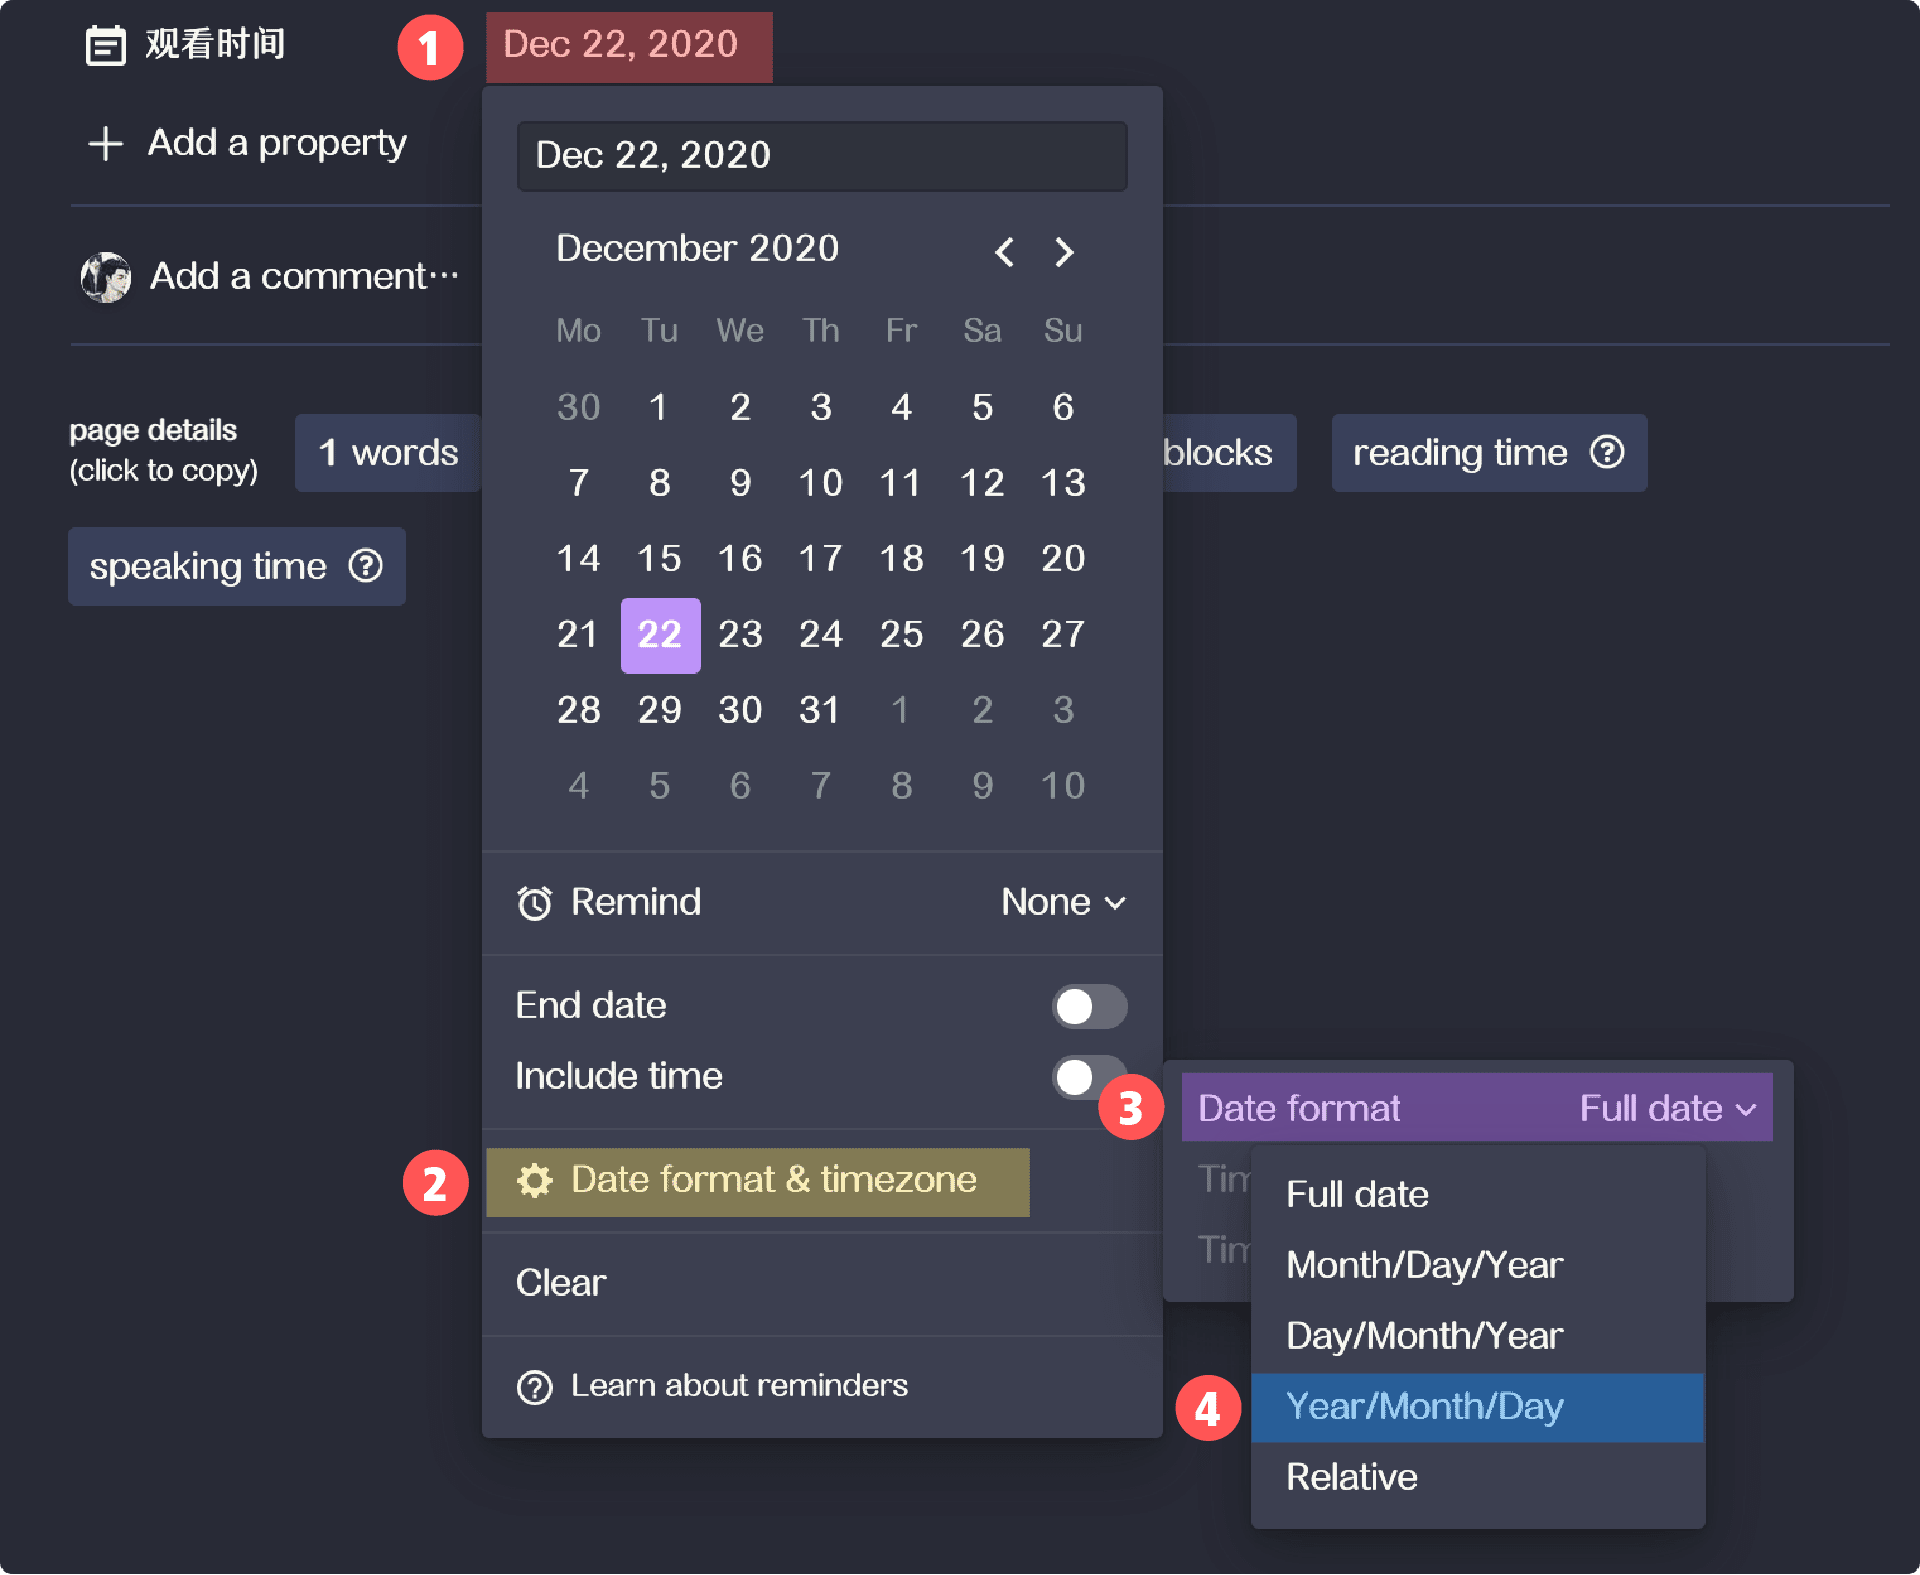 观看时间
1
Dec 22, 2020
Add a property
Add a comment···
page details
(click to copy)
1 words
blocks
reading time
speaking time
Dec 22, 2020
December 2020
Mo Tu We Th Fr Sa Su
30 1 2 3 4 5 6
7 8 9 10 11 12 13
14 15 16 17 18 19 20
21 22 23 24 25 26 27
28 29 30 31 1 2 3
4 5 6 7 8 9 10
Remind None
End date
Include time
2
Date format & timezone
Clear
Learn about reminders
3
Date format Full date
Tim
Tim
Full date
Month/Day/Year
Day/Month/Year
4
Year/Month/Day
Relative